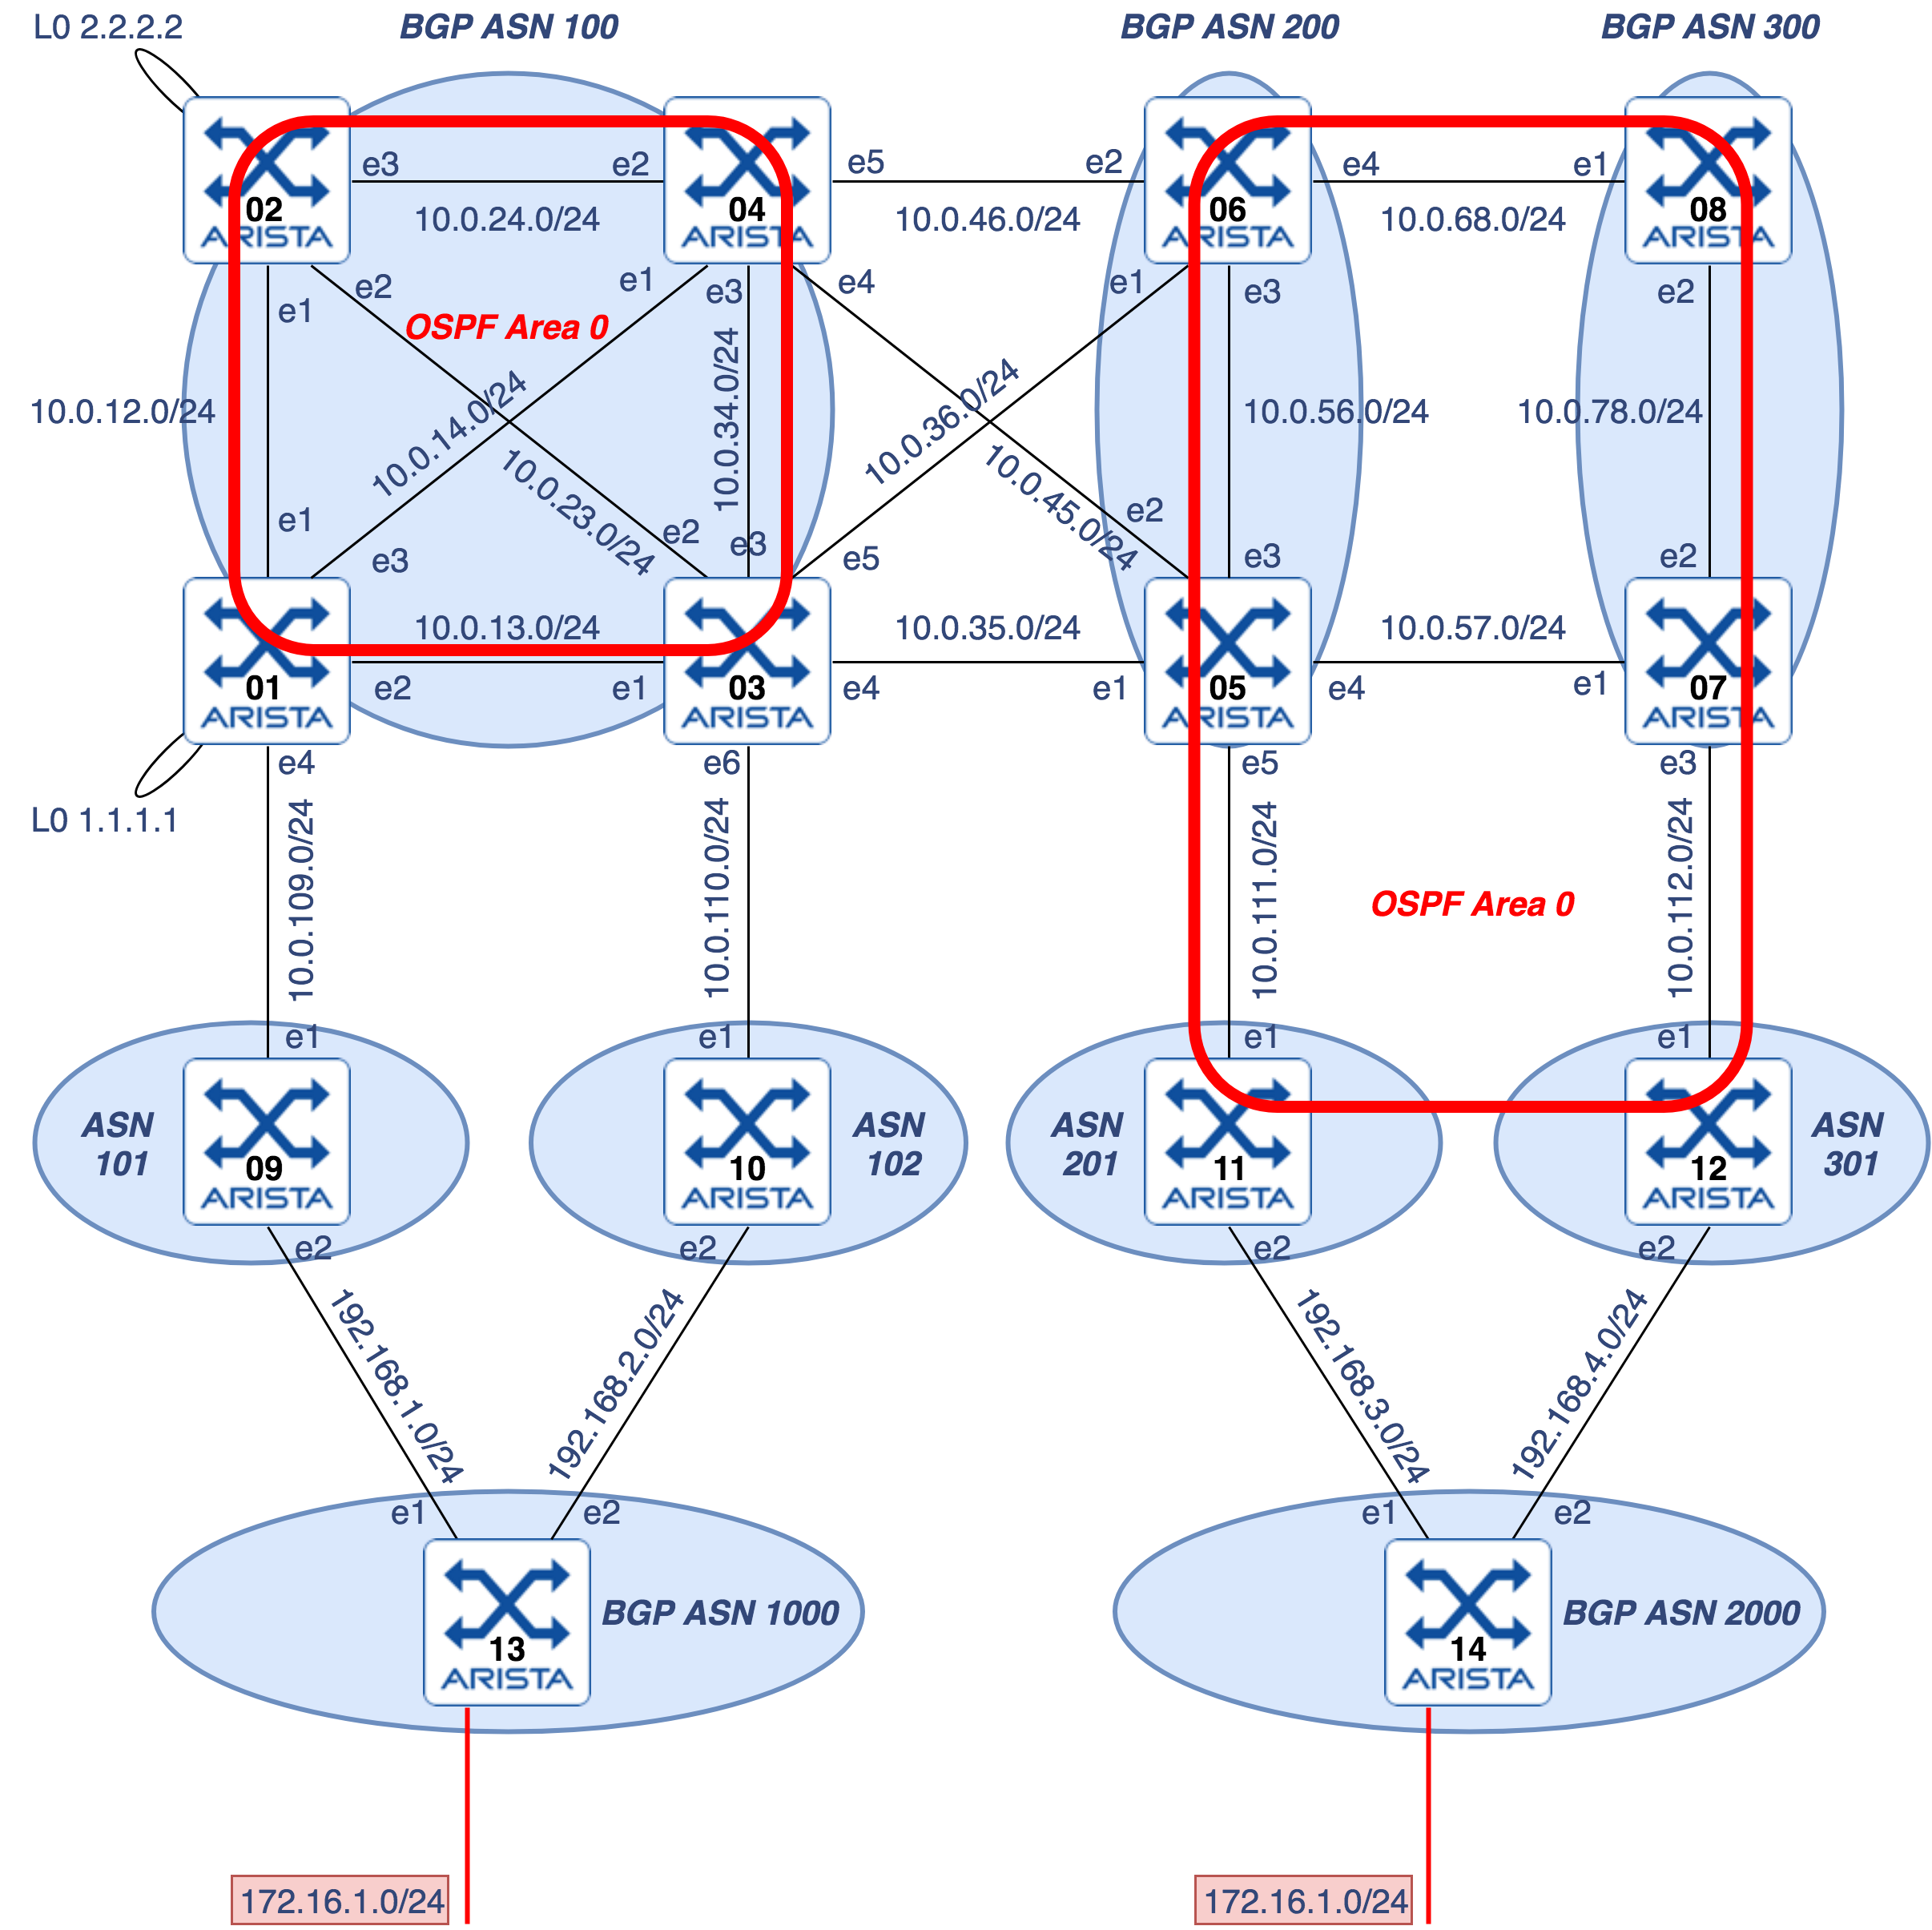 L0 2.2.2.2
BGP ASN 100
BGP ASN 200
BGP ASN 300
02
ARISTA
e3
e2
10.0.24.0/24
04
ARISTA
e5
e2
10.0.46.0/24
06
ARISTA
e4
e1
10.0.68.0/24
08
ARISTA
e1
e2
OSPF Area 0
e1
e3
e4
e1
e3
e2
10.0.12.0/24
10.0.14.0/24
10.0.23.0/24
10.0.34.0/24
10.0.36.0/24
10.0.45.0/24
10.0.56.0/24
10.0.78.0/24
e1
e3
e2
e3
e5
e2
e3
e2
01
ARISTA
10.0.13.0/24
e2
e1
03
ARISTA
10.0.35.0/24
e4
e1
05
ARISTA
10.0.57.0/24
e4
e1
07
ARISTA
L0 1.1.1.1
e4
e6
e5
e3
10.0.109.0/24
10.0.110.0/24
10.0.111.0/24
OSPF Area 0
10.0.112.0/24
e1
e1
e1
e1
ASN
101
09
ARISTA
10
ARISTA
ASN
102
ASN
201
11
ARISTA
12
ARISTA
ASN
301
e2
e2
e2
e2
192.168.1.0/24
192.168.2.0/24
192.168.3.0/24
192.168.4.0/24
e1
e2
e1
e2
13
ARISTA
BGP ASN 1000
14
ARISTA
BGP ASN 2000
172.16.1.0/24
172.16.1.0/24